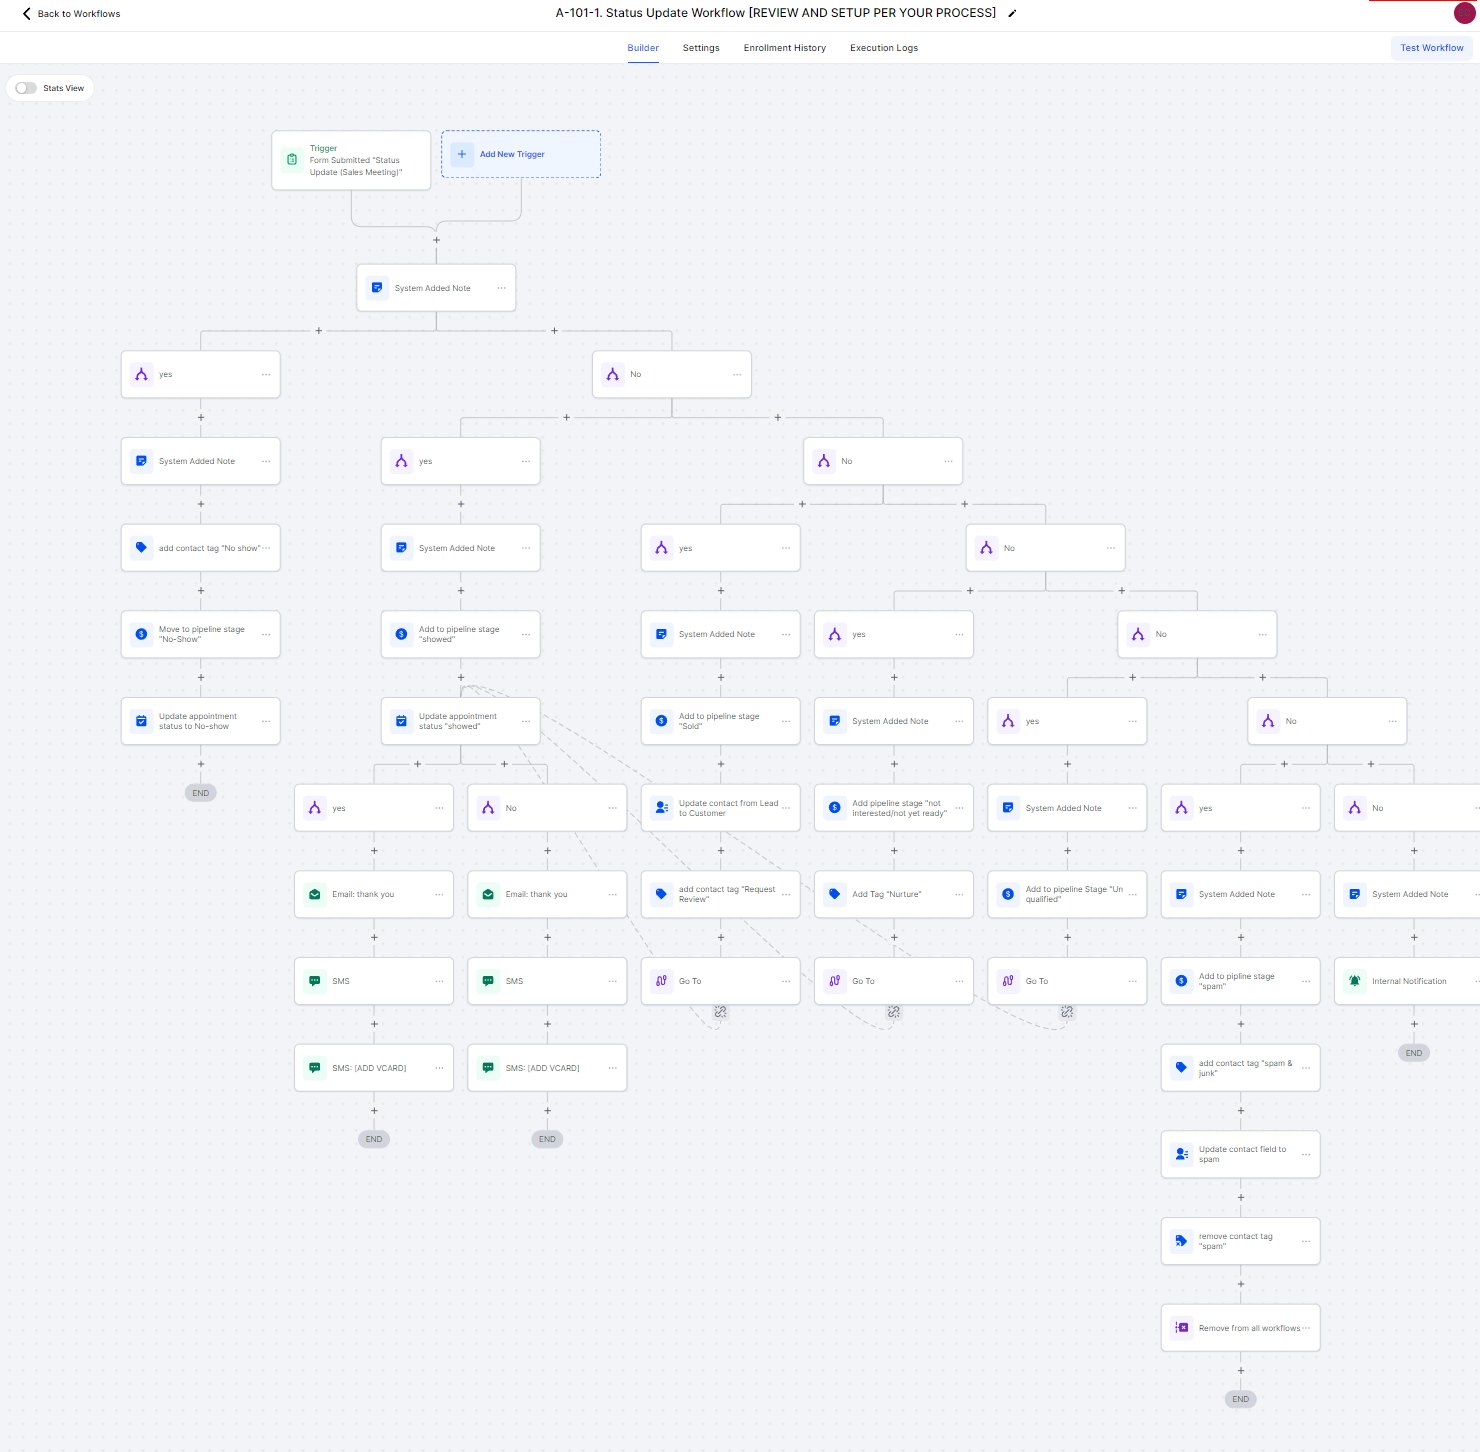 Back to Workflows
A-101-1. Status Update Workflow [REVIEW AND SETUP PER YOUR PROCESS]
Builder
Settings
Enrollment History
Execution Logs
Test Workflow
Stats View
Trigger
Form Submitted "Status
Update (Sales Meeting)"
Add New Trigger
System Added Note
yes
No
System Added Note
yes
No
add contact tag "No show"
System Added Note
yes
No
Move to pipeline stage
"No-Show"
Add to pipeline stage
"showed"
System Added Note
yes
No
Update appointment
status to No-show
Update appointment
status "showed"
Add to pipeline stage
"Sold"
System Added Note
yes
No
END
yes
No
Update contact from Lead
to Customer
Add pipeline stage "not
interested/not yet ready"
System Added Note
yes
No
Email: thank you
Email: thank you
add contact tag "Request
Review"
Add Tag "Nurture"
Add to pipeline Stage "Un
qualified"
System Added Note
System Added Note
SMS
SMS
Go To
Go To
Go To
Add to pipline stage
"spam"
Internal Notification
SMS: [ADD VCARD]
SMS: [ADD VCARD]
add contact tag "spam &
junk"
END
END
END
Update contact field to
spam
remove contact tag
"spam"
Remove from all workflows
END